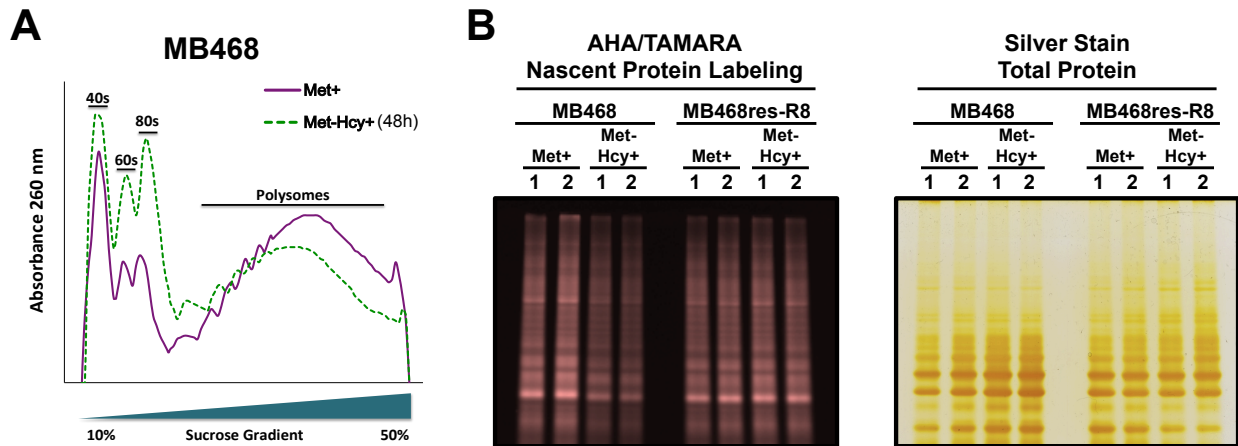 A
MB468
Met+
Met-Hcy+ (48h)
40s
60s
80s
Polysomes
Absorbance 260 nm
10%
Sucrose Gradient
50%
B
AHA/TAMARA
Nascent Protein Labeling
MB468
MB468res-R8
Met+
Met-
Hcy+
Met+
Met-
Hcy+
1 2 1 2 1 2 1 2
Silver Stain
Total Protein
MB468
MB468res-R8
Met+
Met-
Hcy+
Met+
Met-
Hcy+
1 2 1 2 1 2 1 2